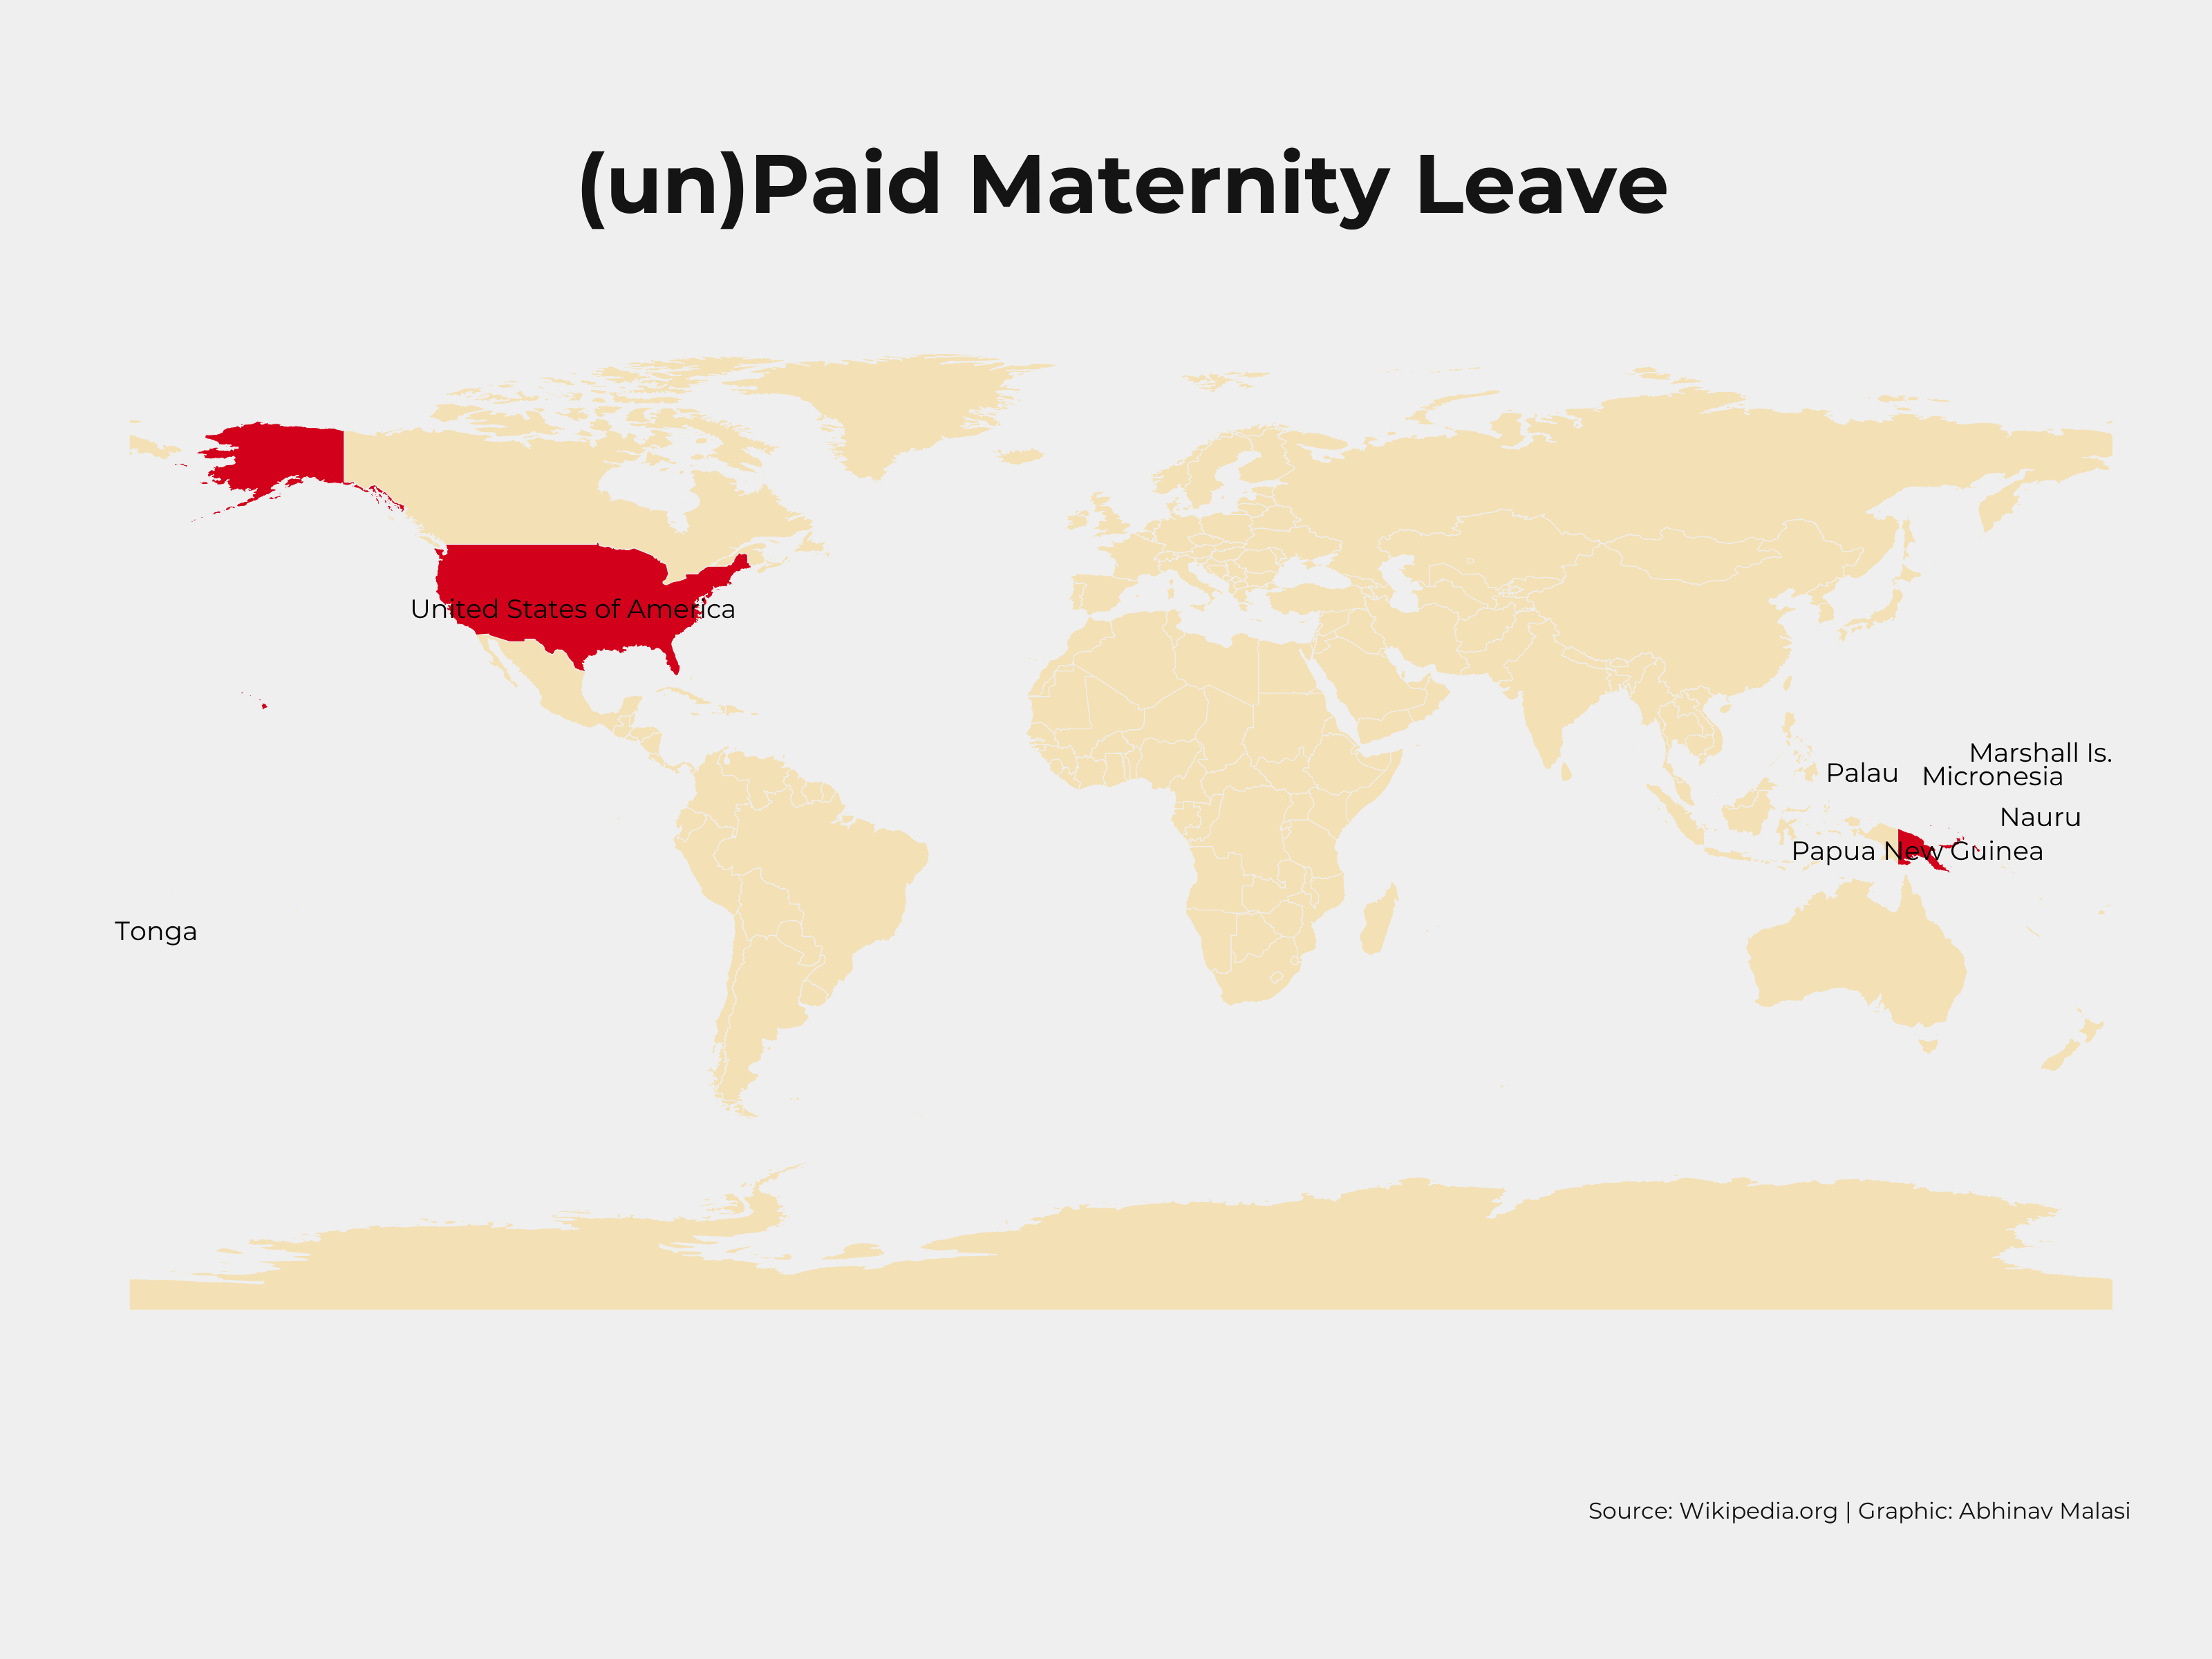 (un)Paid Maternity Leave
United States of America
Marshall Is.
Palau
Micronesia
Nauru
Papua New Guinea
Tonga
Source: Wikipedia.org | Graphic: Abhinav Malasi